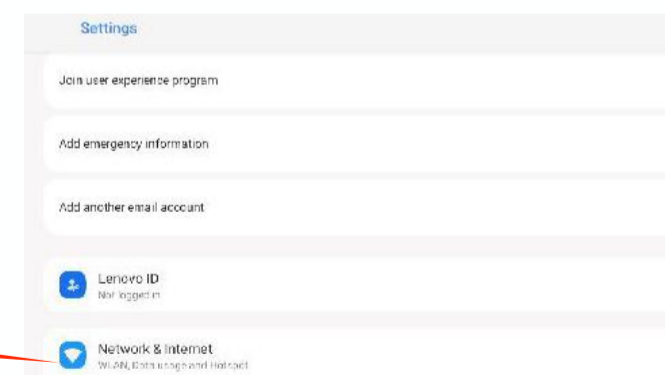 Settings
Join user experience program
Add emergency information
Add another email account
Lenovo ID
Not logged in
Network & Internet
WLAN, Data usage and Hotspot